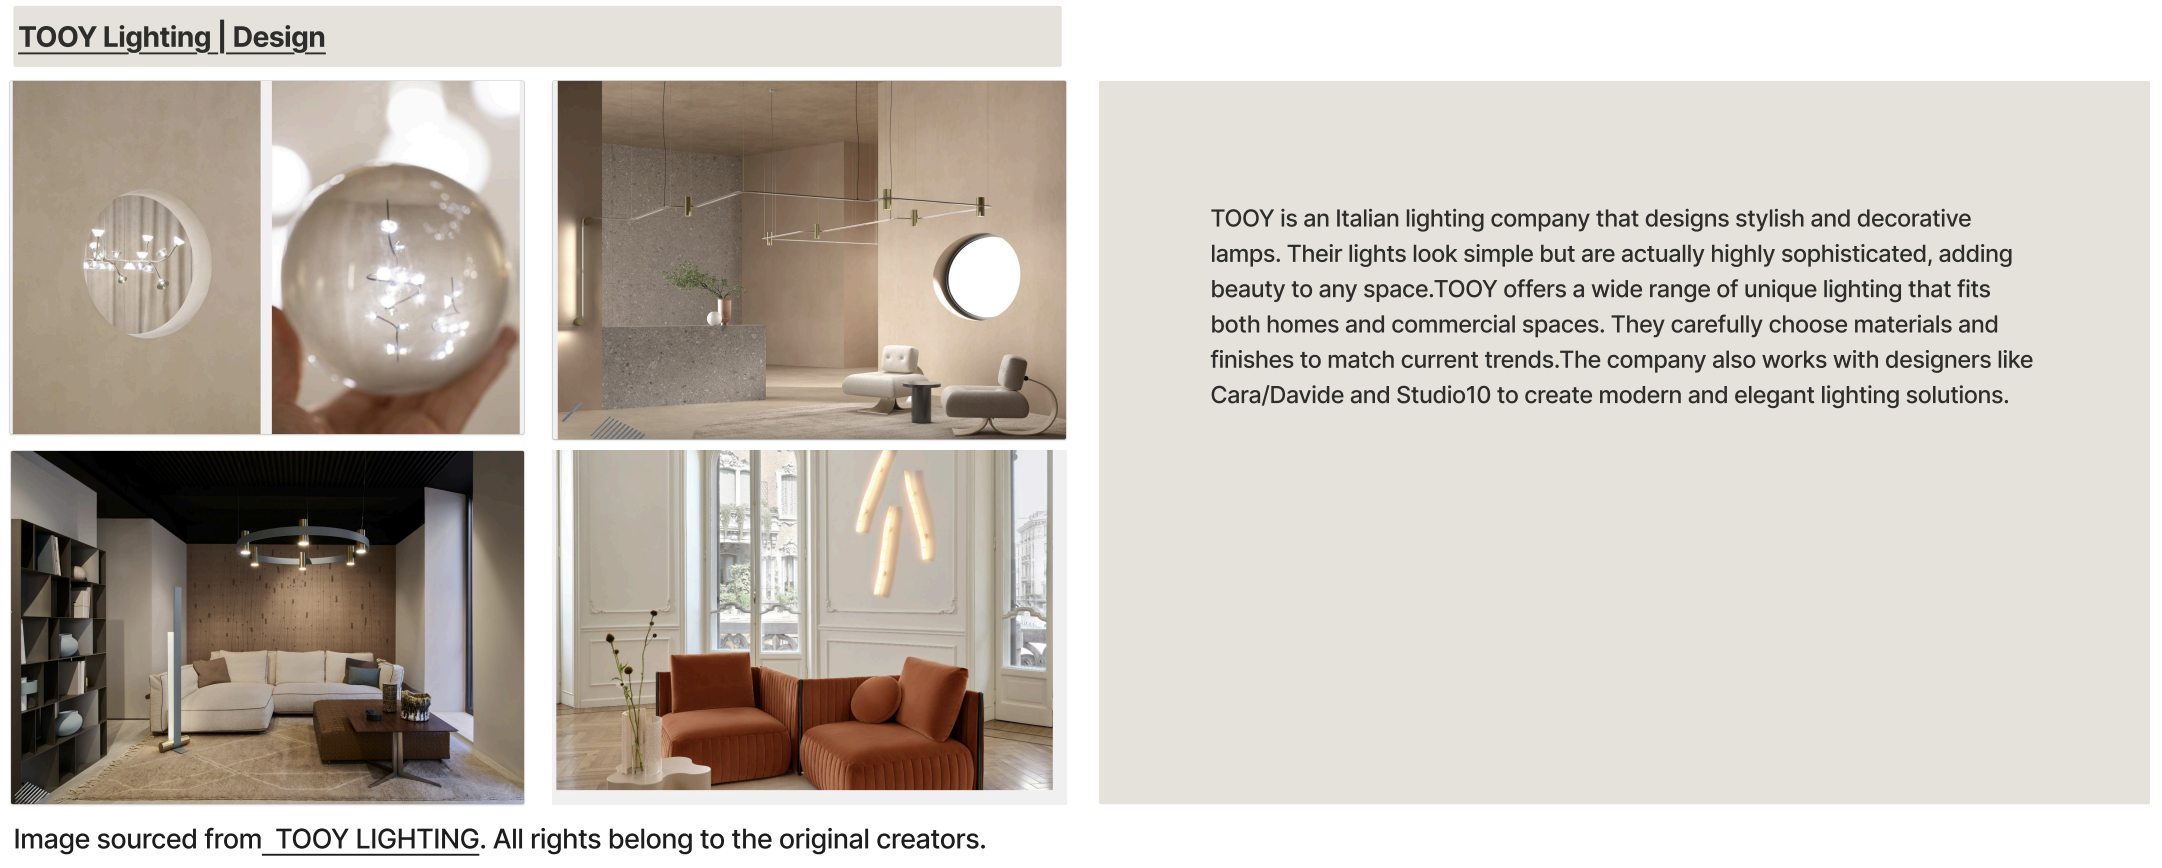 TOOY Lighting | Design
TOOY is an Italian lighting company that designs stylish and decorative
lamps. Their lights look simple but are actually highly sophisticated, adding
beauty to any space.TOOY offers a wide range of unique lighting that fits
both homes and commercial spaces. They carefully choose materials and
finishes to match current trends.The company also works with designers like
Cara/Davide and Studio10 to create modern and elegant lighting solutions.
Image sourced from TOOY LIGHTING. All rights belong to the original creators.